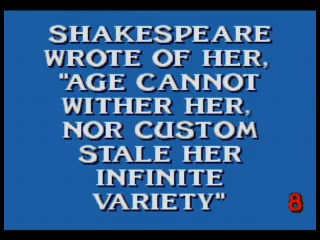 SHAKESPEARE
WROTE OF HER,
"AGE CANNOT
WITHER HER,
NOR CUSTOM
STALE HER
INFINITE
VARIETY"
8